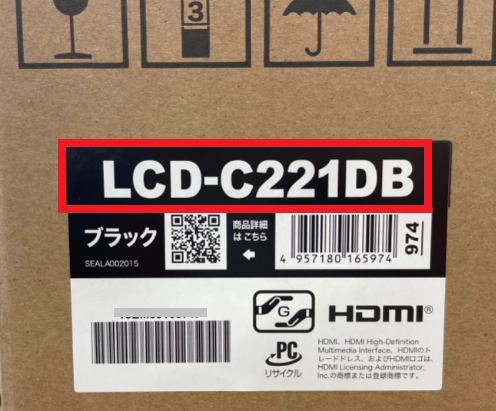 3
LCD-C221DB
ブラック
商品詳細
は こちら
SEALA002015
4 957180 165974
974
G
HDMI®
PC
リサイクル
HDMI、HDMI High-Definition
Multimedia Interface、HDMIのト
レードドレス、およびHDMIロゴは、
HDMI Licensing Administrator,
Inc.の商標または登録商標です。